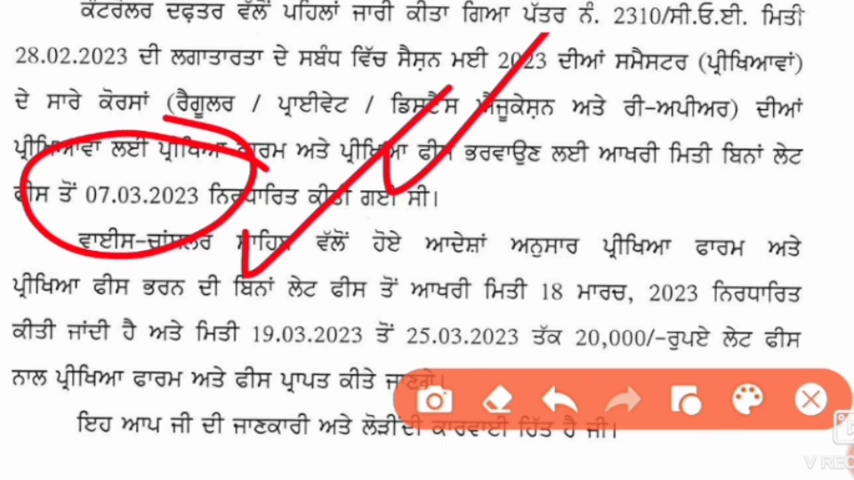 ਕੰਟਰੋਲਰ ਦਫ਼ਤਰ ਵੱਲੋਂ ਪਹਿਲਾਂ ਜਾਰੀ ਕੀਤਾ ਗਿਆ ਪੱਤਰ ਨੰ. 2310/ਸੀ.ਓ.ਈ. ਮਿਤੀ
28.02.2023 ਦੀ ਲਗਾਤਾਰਤਾ ਦੇ ਸਬੰਧ ਵਿੱਚ ਸੈਸ਼ਨ ਮਈ 2023 ਦੀਆਂ ਸਮੈਸਟਰ (ਪ੍ਰੀਖਿਆਵਾਂ)
ਦੇ ਸਾਰੇ ਕੋਰਸਾਂ (ਰੈਗੂਲਰ / ਪ੍ਰਾਈਵੇਟ / ਡਿਸਟੈਂਸ ਐਜੂਕੇਸ਼ਨ ਅਤੇ ਰੀ-ਅਪੀਅਰ) ਦੀਆਂ
ਪ੍ਰੀਖਿਆਵਾਂ ਲਈ ਪ੍ਰੀਖਿਆ ਫਾਰਮ ਅਤੇ ਪ੍ਰੀਖਿਆ ਫੀਸ ਭਰਵਾਉਣ ਲਈ ਆਖਰੀ ਮਿਤੀ ਬਿਨਾਂ ਲੇਟ
ਫੀਸ ਤੋਂ 07.03.2023 ਨਿਰਧਾਰਿਤ ਕੀਤੀ ਗਈ ਸੀ।
ਵਾਈਸ-ਚਾਂਸਲਰ ਸਾਹਿਬ ਵੱਲੋਂ ਹੋਏ ਆਦੇਸ਼ਾਂ ਅਨੁਸਾਰ ਪ੍ਰੀਖਿਆ ਫਾਰਮ ਅਤੇ
ਪ੍ਰੀਖਿਆ ਫੀਸ ਭਰਨ ਦੀ ਬਿਨਾਂ ਲੇਟ ਫੀਸ ਤੋਂ ਆਖਰੀ ਮਿਤੀ 18 ਮਾਰਚ, 2023 ਨਿਰਧਾਰਿਤ
ਕੀਤੀ ਜਾਂਦੀ ਹੈ ਅਤੇ ਮਿਤੀ 19.03.2023 ਤੋਂ 25.03.2023 ਤੱਕ 20,000/-ਰੁਪਏ ਲੇਟ ਫੀਸ
ਨਾਲ ਪ੍ਰੀਖਿਆ ਫਾਰਮ ਅਤੇ ਫੀਸ ਪ੍ਰਾਪਤ ਕੀਤੇ ਜਾਣਗੇ।
ਇਹ ਆਪ ਜੀ ਦੀ ਜਾਣਕਾਰੀ ਅਤੇ ਲੋੜੀਂਦੀ ਕਾਰਵਾਈ ਹਿੱਤ ਹੈ ਜੀ।
V REC